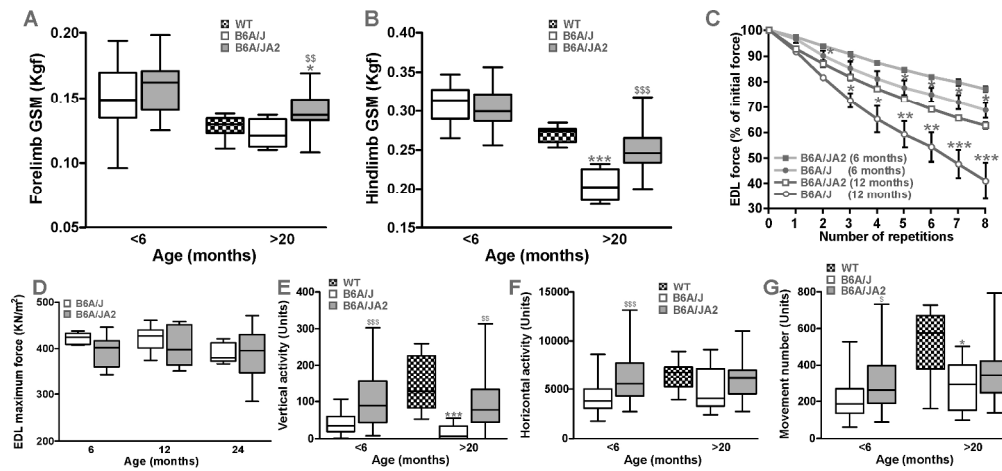 A
Forelimb GSM (Kgf)
0.20
0.15
0.10
0.05
WT
B6A/J
B6A/JA2
$$
*
<6
>20
Age (months)
B
Hindlimb GSM (Kgf)
0.40
0.35
0.30
0.25
0.20
0.15
WT
B6A/J
B6A/JA2
***
$$$
<6
>20
Age (months)
C
EDL force (% of initial force)
100
90
80
70
60
50
40
30
20
*
*
*
*
*
*
*
**
**
***
***
B6A/JA2 (6 months)
B6A/J (6 months)
B6A/JA2 (12 months)
B6A/J (12 months)
0 1 2 3 4 5 6 7 8
Number of repetitions
D
EDL maximum force (KN/m²)
500
400
300
200
B6A/J
B6A/JA2
6 12 24
Age (months)
E
Vertical activity (Units)
400
300
200
100
0
WT
B6A/J
B6A/JA2
$$$
***
$$
<6
>20
Age (months)
F
Horizontal activity (Units)
15000
10000
5000
0
WT
B6A/J
B6A/JA2
$$$
<6
>20
Age (months)
G
Movement number (Units)
800
600
400
200
0
WT
B6A/J
B6A/JA2
$
*
<6
>20
Age (months)